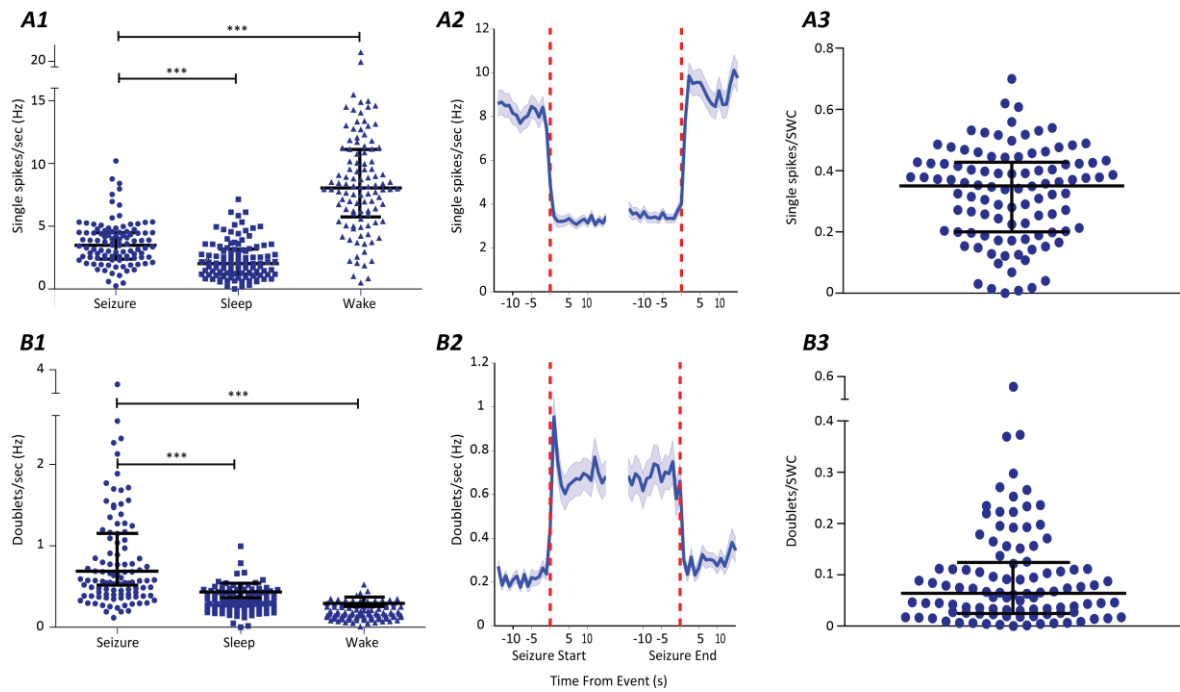 A1
***
***
20
15
10
5
0
Single spikes/sec (Hz)
Seizure Sleep Wake
A2
12
10
8
6
4
2
0
Single spikes/sec (Hz)
-10 -5 5 10 -10 -5 5 10
A3
0.8
0.6
0.4
0.2
0
Single spikes/SWC
B1
4
***
***
2
1
0
Doublets/sec (Hz)
Seizure Sleep Wake
B2
1.2
1
0.8
0.6
0.4
0.2
0
Doublets/sec (Hz)
-10 -5 5 10 -10 -5 5 10
Seizure Start Seizure End
Time From Event (s)
B3
0.6
0.4
0.3
0.2
0.1
0
Doublets/SWC